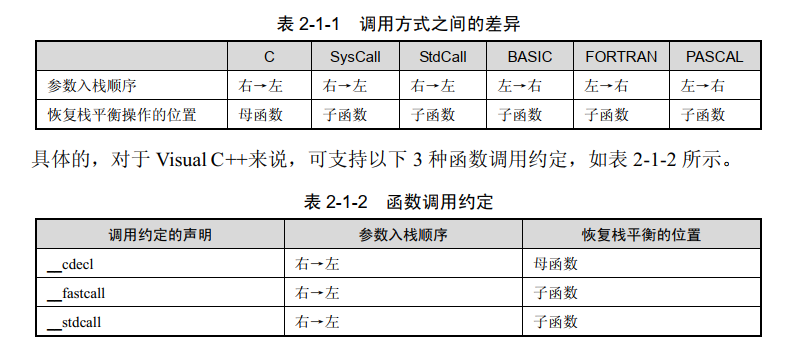 表 2-1-1 调用方式之间的差异
C SysCall StdCall BASIC FORTRAN PASCAL
参数入栈顺序 右→左 右→左 右→左 左→右 左→右 左→右
恢复栈平衡操作的位置 母函数 子函数 子函数 子函数 子函数 子函数
具体的，对于 Visual C++来说，可支持以下 3 种函数调用约定，如表 2-1-2 所示。
表 2-1-2 函数调用约定
调用约定的声明 参数入栈顺序 恢复栈平衡的位置
__cdecl 右→左 母函数
__fastcall 右→左 子函数
__stdcall 右→左 子函数